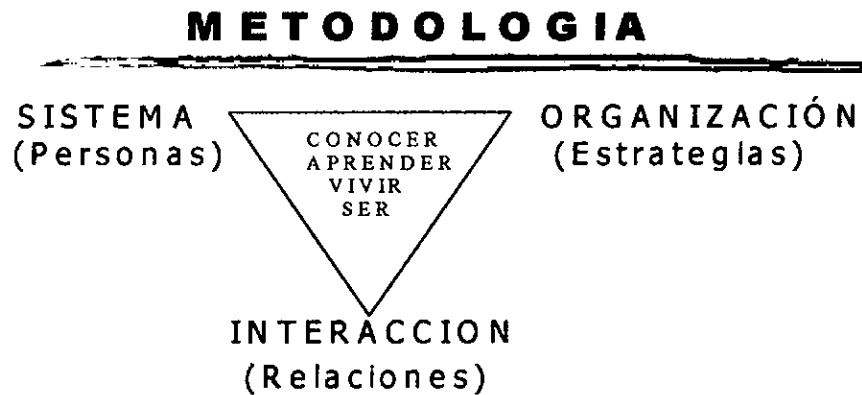 METODOLOGIA
SISTEMA
(Personas)
CONOCER
APRENDER
VIVIR
SER
ORGANIZACIÓN
(Estrategias)
INTERACCION
(Relaciones)